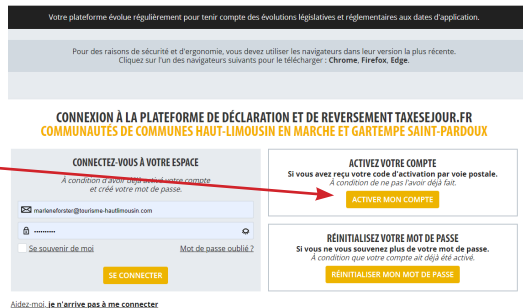 Votre plateforme évolue régulièrement pour tenir compte des évolutions législatives et réglementaires aux dates d'application.
Pour des raisons de sécurité et d'ergonomie, vous devez utiliser les navigateurs dans leur version la plus récente.
Cliquez sur l'un des navigateurs suivants pour le télécharger : Chrome, Firefox, Edge.
CONNEXION À LA PLATEFORME DE DÉCLARATION ET DE REVERSEMENT TAXESEJOUR.FR
COMMUNAUTÉS DE COMMUNES HAUT-LIMOUSIN EN MARCHE ET GARTEMPE SAINT-PARDOUX
CONNECTEZ-VOUS À VOTRE ESPACE
À condition d'avoir déjà activé votre compte
et créé votre mot de passe.
marleneforster@tourisme-hautlimousin.com
Se souvenir de moi
Mot de passe oublié ?
SE CONNECTER
Aidez-moi, je n'arrive pas à me connecter
ACTIVEZ VOTRE COMPTE
Si vous avez reçu votre code d'activation par voie postale.
À condition de ne pas l'avoir déjà fait.
ACTIVER MON COMPTE
RÉINITIALISEZ VOTRE MOT DE PASSE
Si vous ne vous souvenez plus de votre mot de passe.
À condition que votre compte ait déjà été activé.
RÉINITIALISER MON MOT DE PASSE